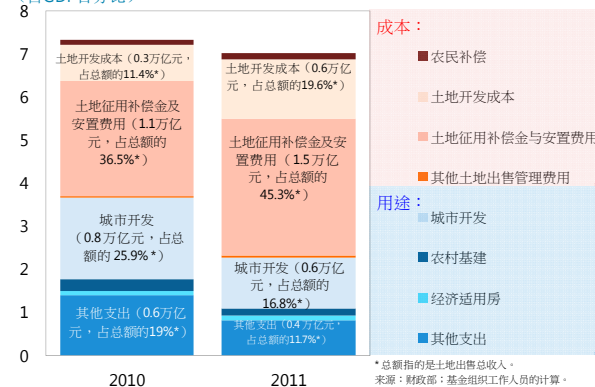 8
7
6
5
4
3
2
1
0
土地开发成本（0.3万亿元，
占总额的11.4%*）
土地征用补偿金及
安置费用（1.1万亿
元，占总额的
36.5%*）
城市开发
（0.8万亿元，占总
额的 25.9% *）
其他支出（0.6万亿
元，占总额的19%*）
2010
土地开发成本（0.6万亿
元，占总额的19.6%*）
土地征用补偿金及安
置费用（1.5万亿
元，占总额的
45.3%*）
城市开发（0.6万亿
元，占总额的
16.8%*）
其他支出（0.4万亿元，
占总额的11.7%*）
2011
成本：
农民补偿
土地开发成本
土地征用补偿金与安置费用
其他土地出售管理费用
用途：
城市开发
农村基建
经济适用房
其他支出
* 总额指的是土地出售总收入。
来源：财政部；基金组织工作人员的计算。